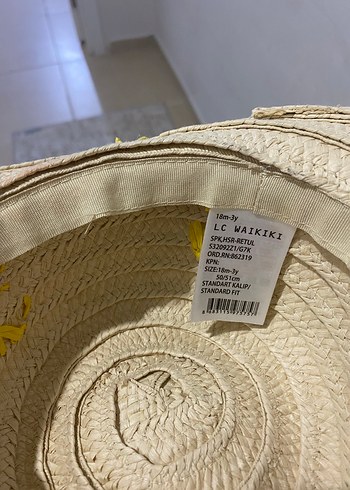 18m-3y
LC WAIKIKI
SPK,HSR-RETUL
S32092Z1/G7K
ORD.RN:862319
KPN:
SIZE:18m-3y
50/51cm
STANDART KALIP/
STANDARD FIT